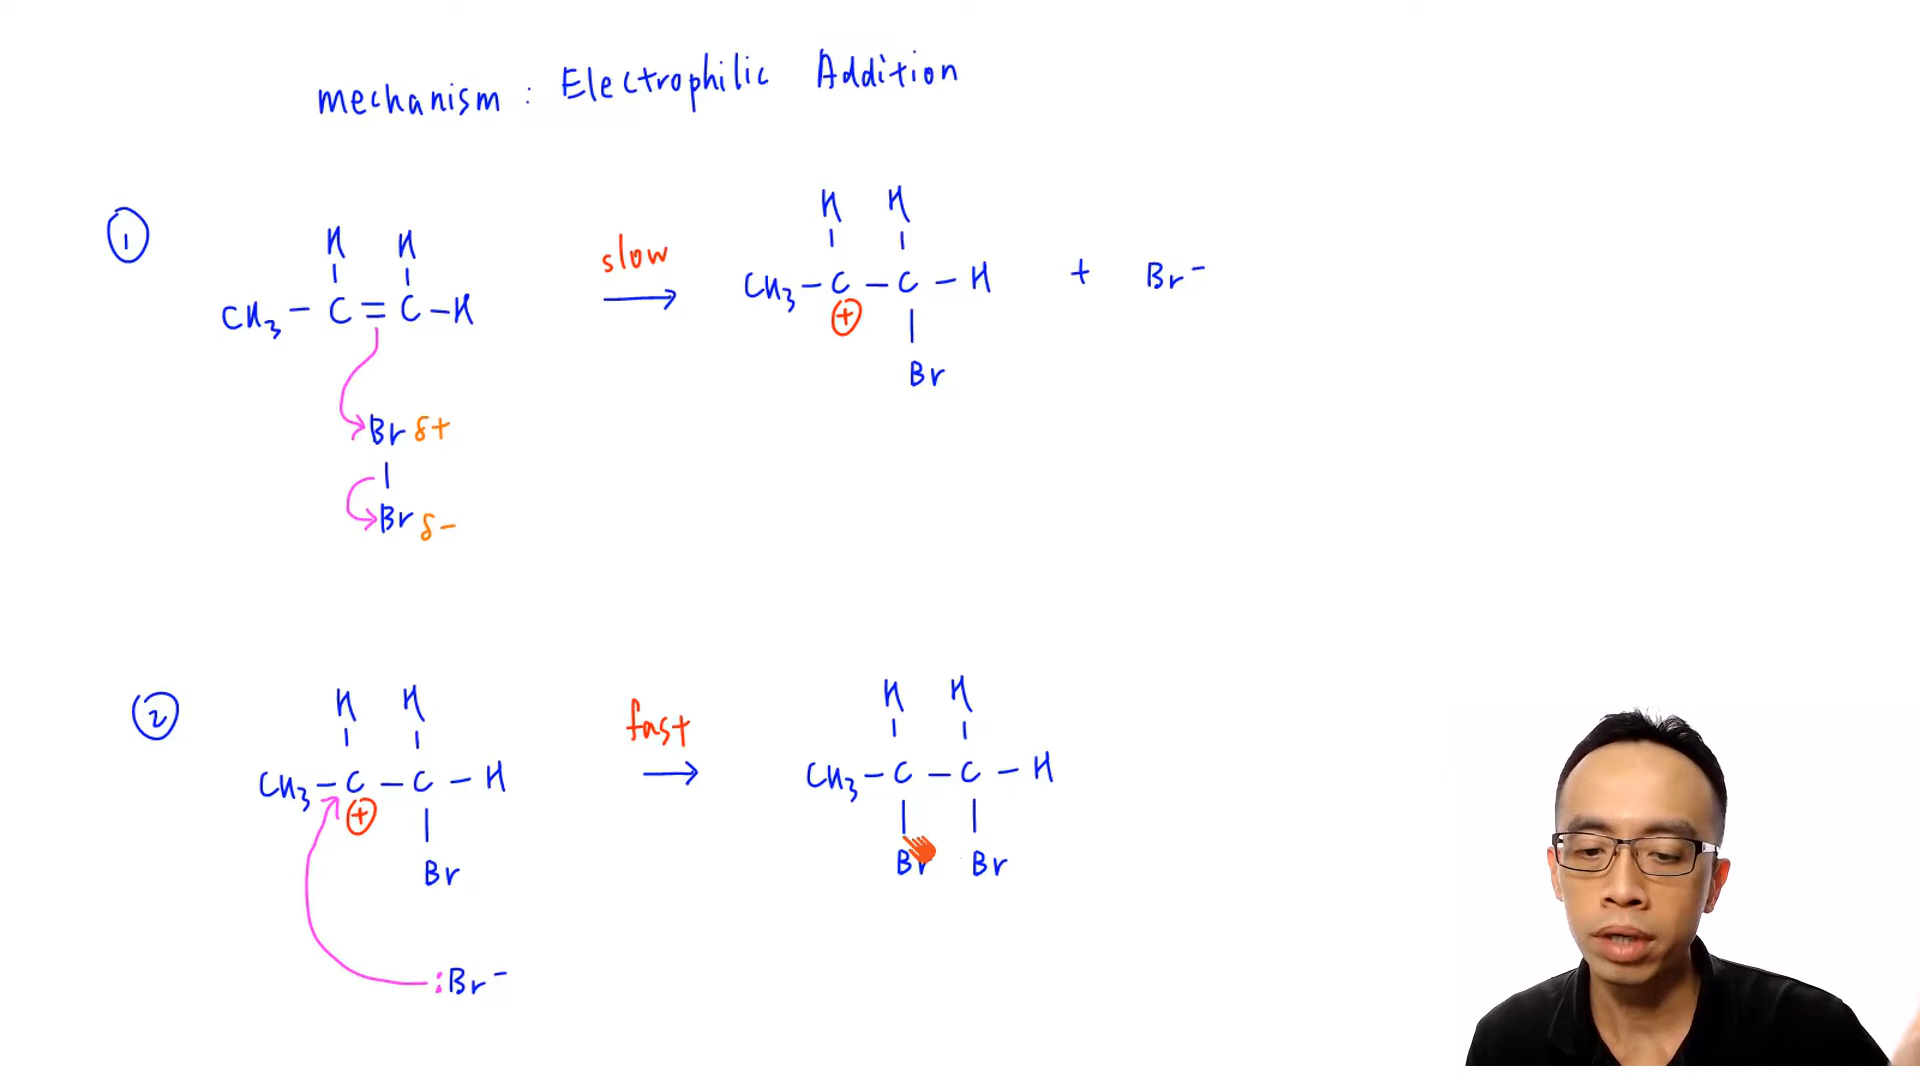 mechanism : Electrophilic Addition
①
H H
CH₃ – C = C – H
Br δ+
Br δ–
slow
H H
CH₃ – C – C – H + Br⁻
⊕
Br
②
H H
CH₃ – C – C – H
⊕
Br
:Br⁻
fast
H H
CH₃ – C – C – H
Br Br